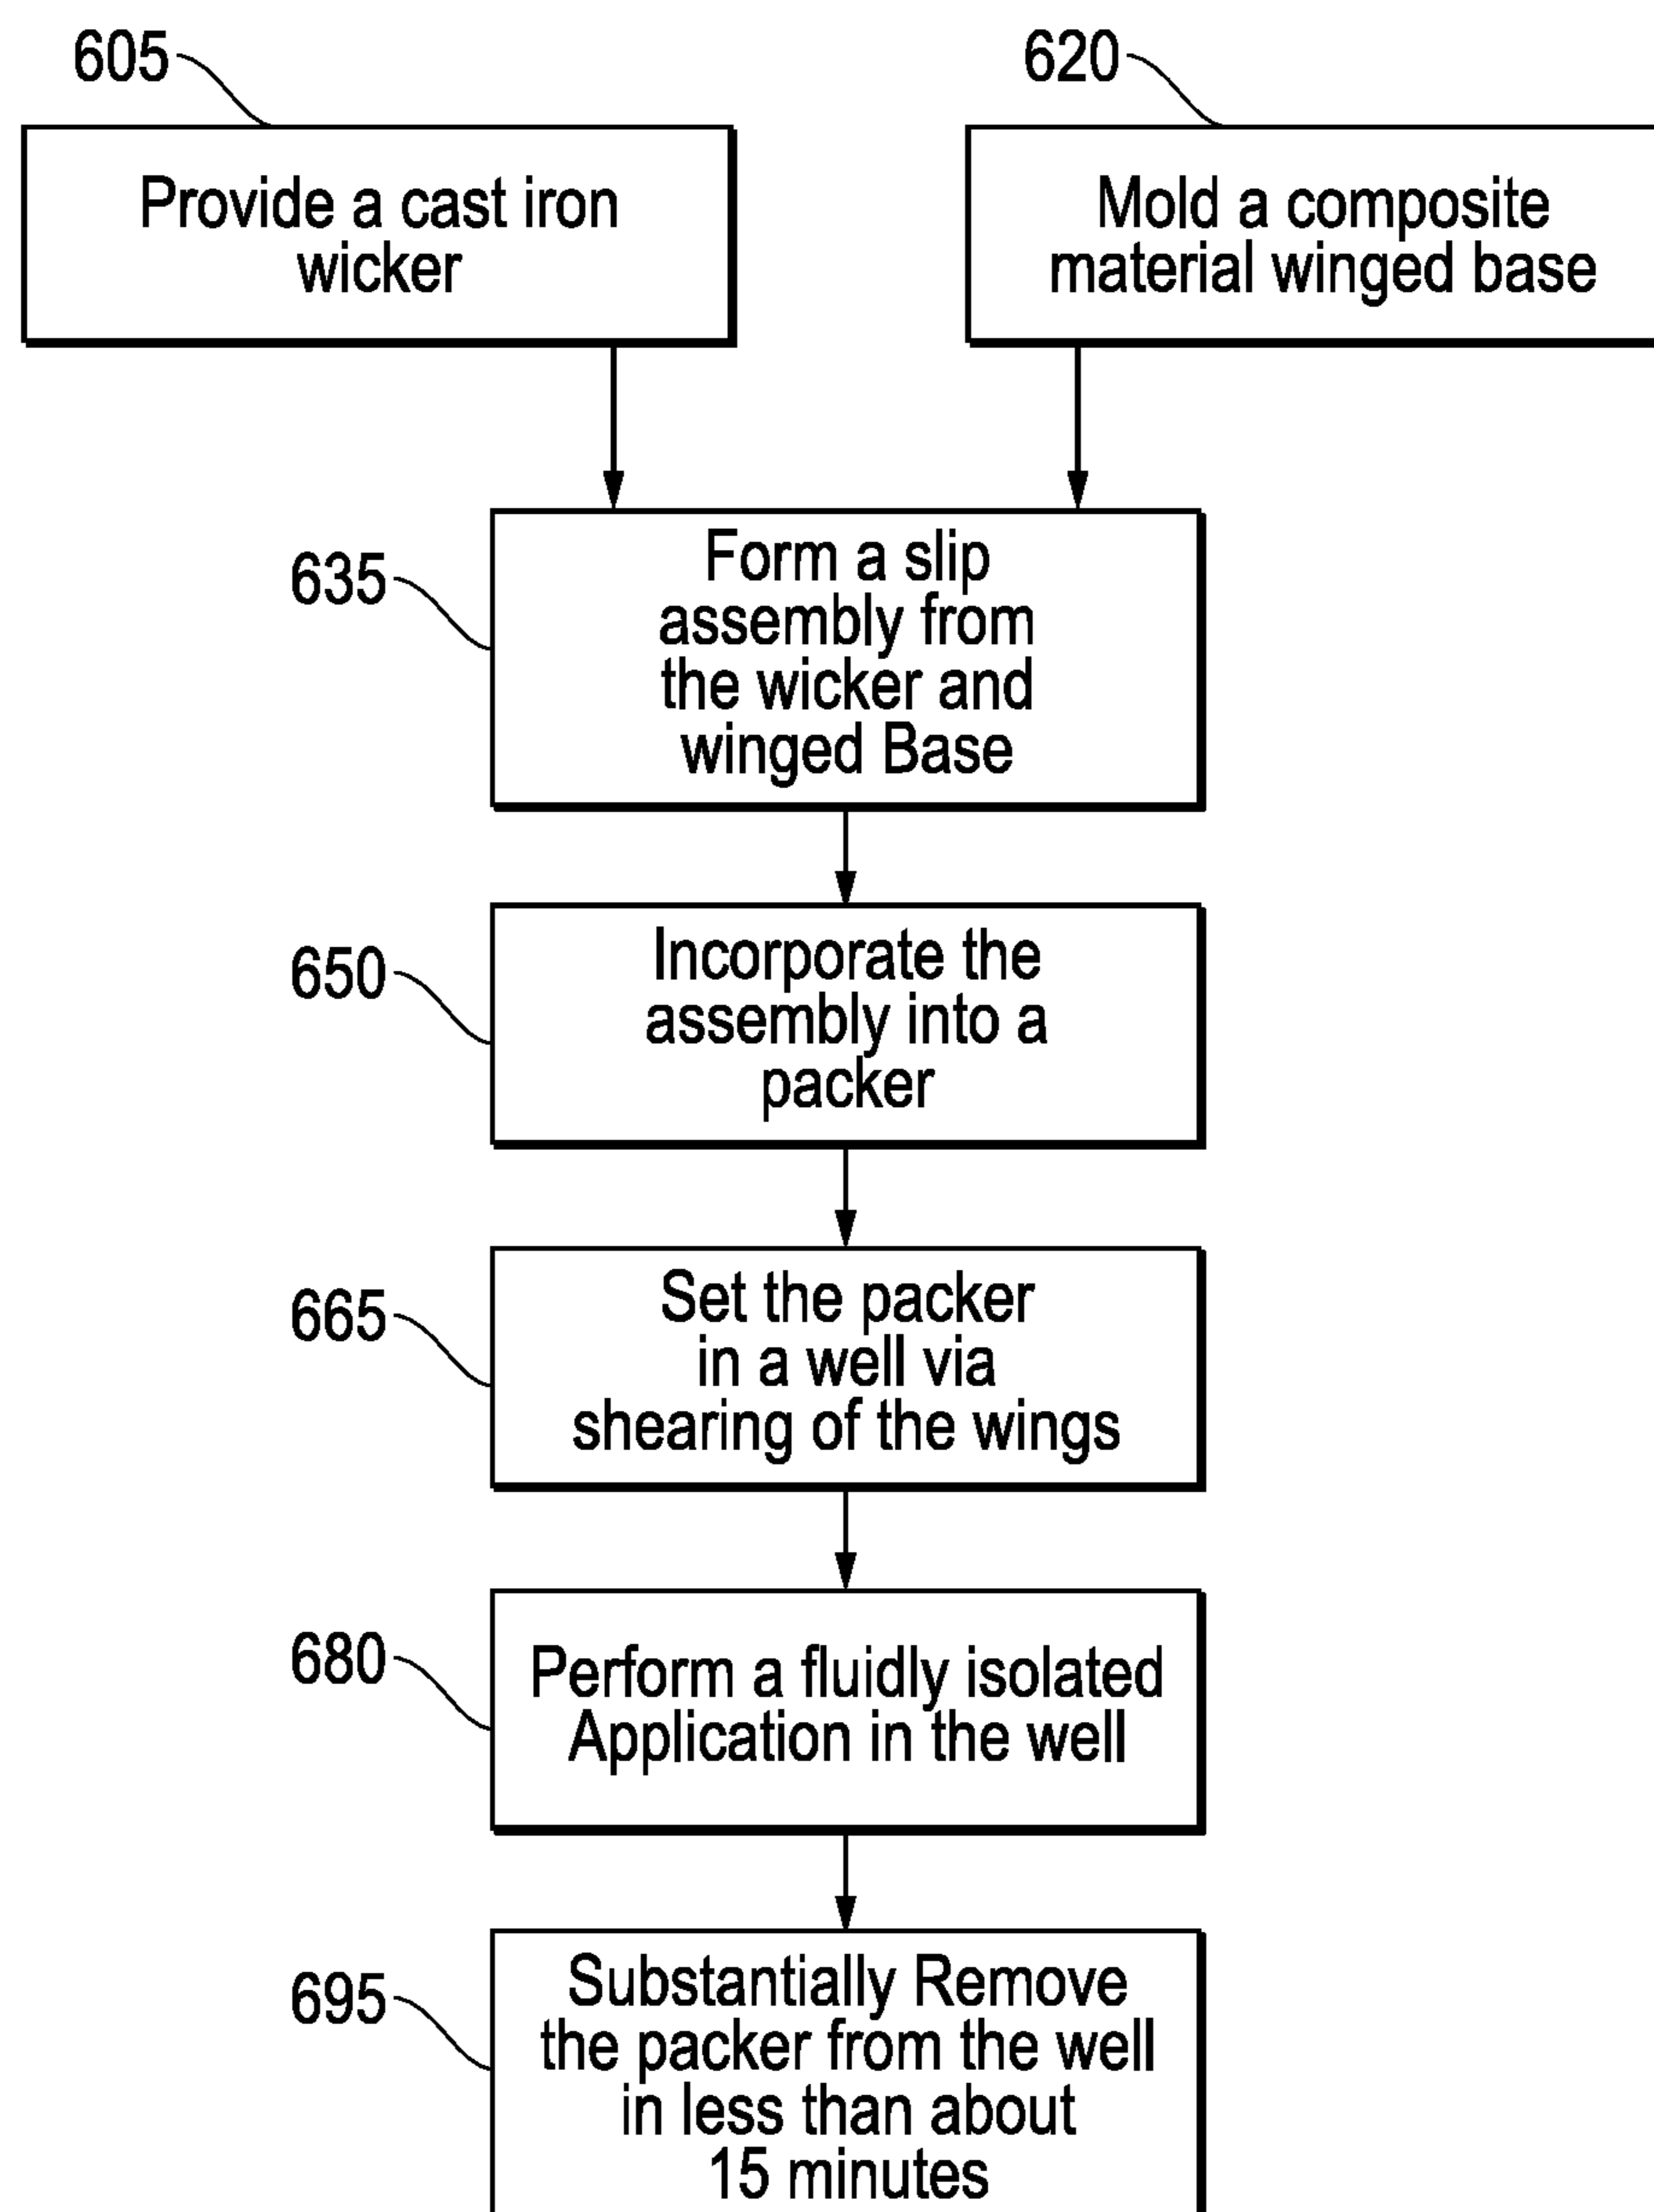 605
Provide a cast iron
wicker
620
Mold a composite
material winged base
635
Form a slip
assembly from
the wicker and
winged Base
650
Incorporate the
assembly into a
packer
665
Set the packer
in a well via
shearing of the wings
680
Perform a fluidly isolated
Application in the well
695
Substantially Remove
the packer from the well
in less than about
15 minutes